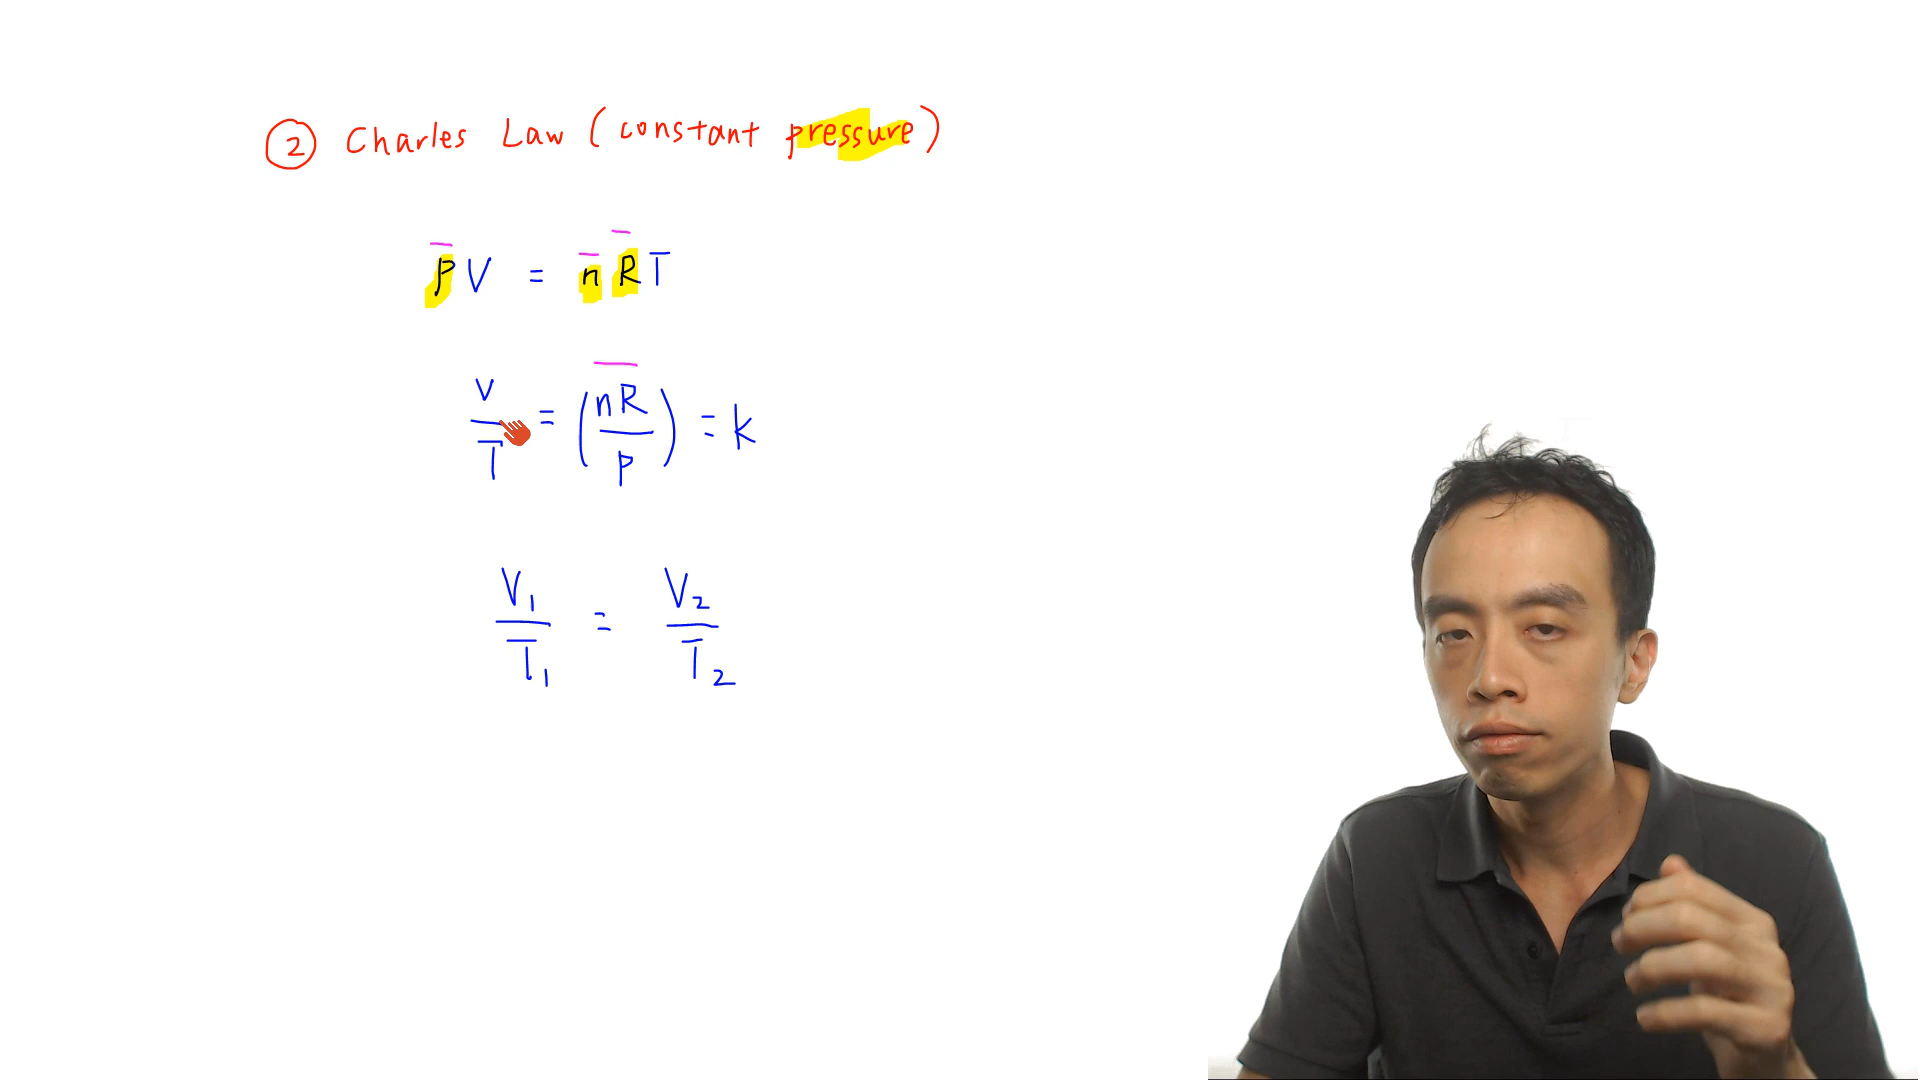 ② Charles Law (constant pressure)
PV = nRT
V/T = (nR/P) = k
V₁/T₁ = V₂/T₂